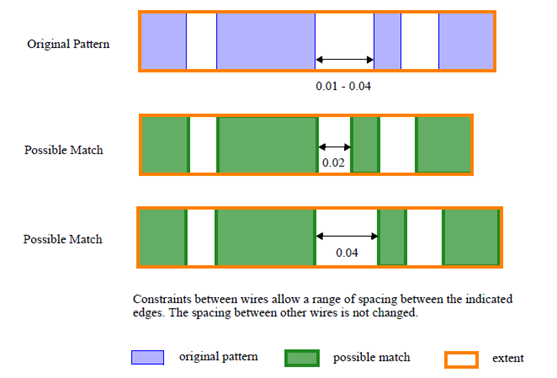 Original Pattern
0.01 - 0.04
Possible Match
0.02
Possible Match
0.04
Constraints between wires allow a range of spacing between the indicated
edges. The spacing between other wires is not changed.
original pattern possible match extent